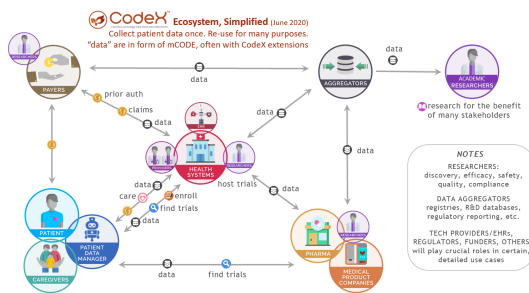 CodeX Ecosystem, Simplified (June 2020)
Collect patient data once. Re-use for many purposes.
"data" are in form of mCODE, often with CodeX extensions
PAYERS
data
AGGREGATORS
data
ACADEMIC
RESEARCHERS
research for the benefit
of many stakeholders
prior auth
claims
data
data
data
EHR
HEALTH
SYSTEMS
host trials
data
data
care
enroll
find trials
data
PATIENT
PATIENT
DATA
MANAGER
CAREGIVERS
data
find trials
PHARMA
MEDICAL
PRODUCT
COMPANIES
NOTES
RESEARCHERS:
discovery, efficacy, safety,
quality, compliance
DATA AGGREGATORS
registries, R&D databases,
regulatory reporting, etc.
TECH PROVIDERS/EHRs,
REGULATORS, FUNDERS, OTHERS
will play crucial roles in certain,
detailed use cases